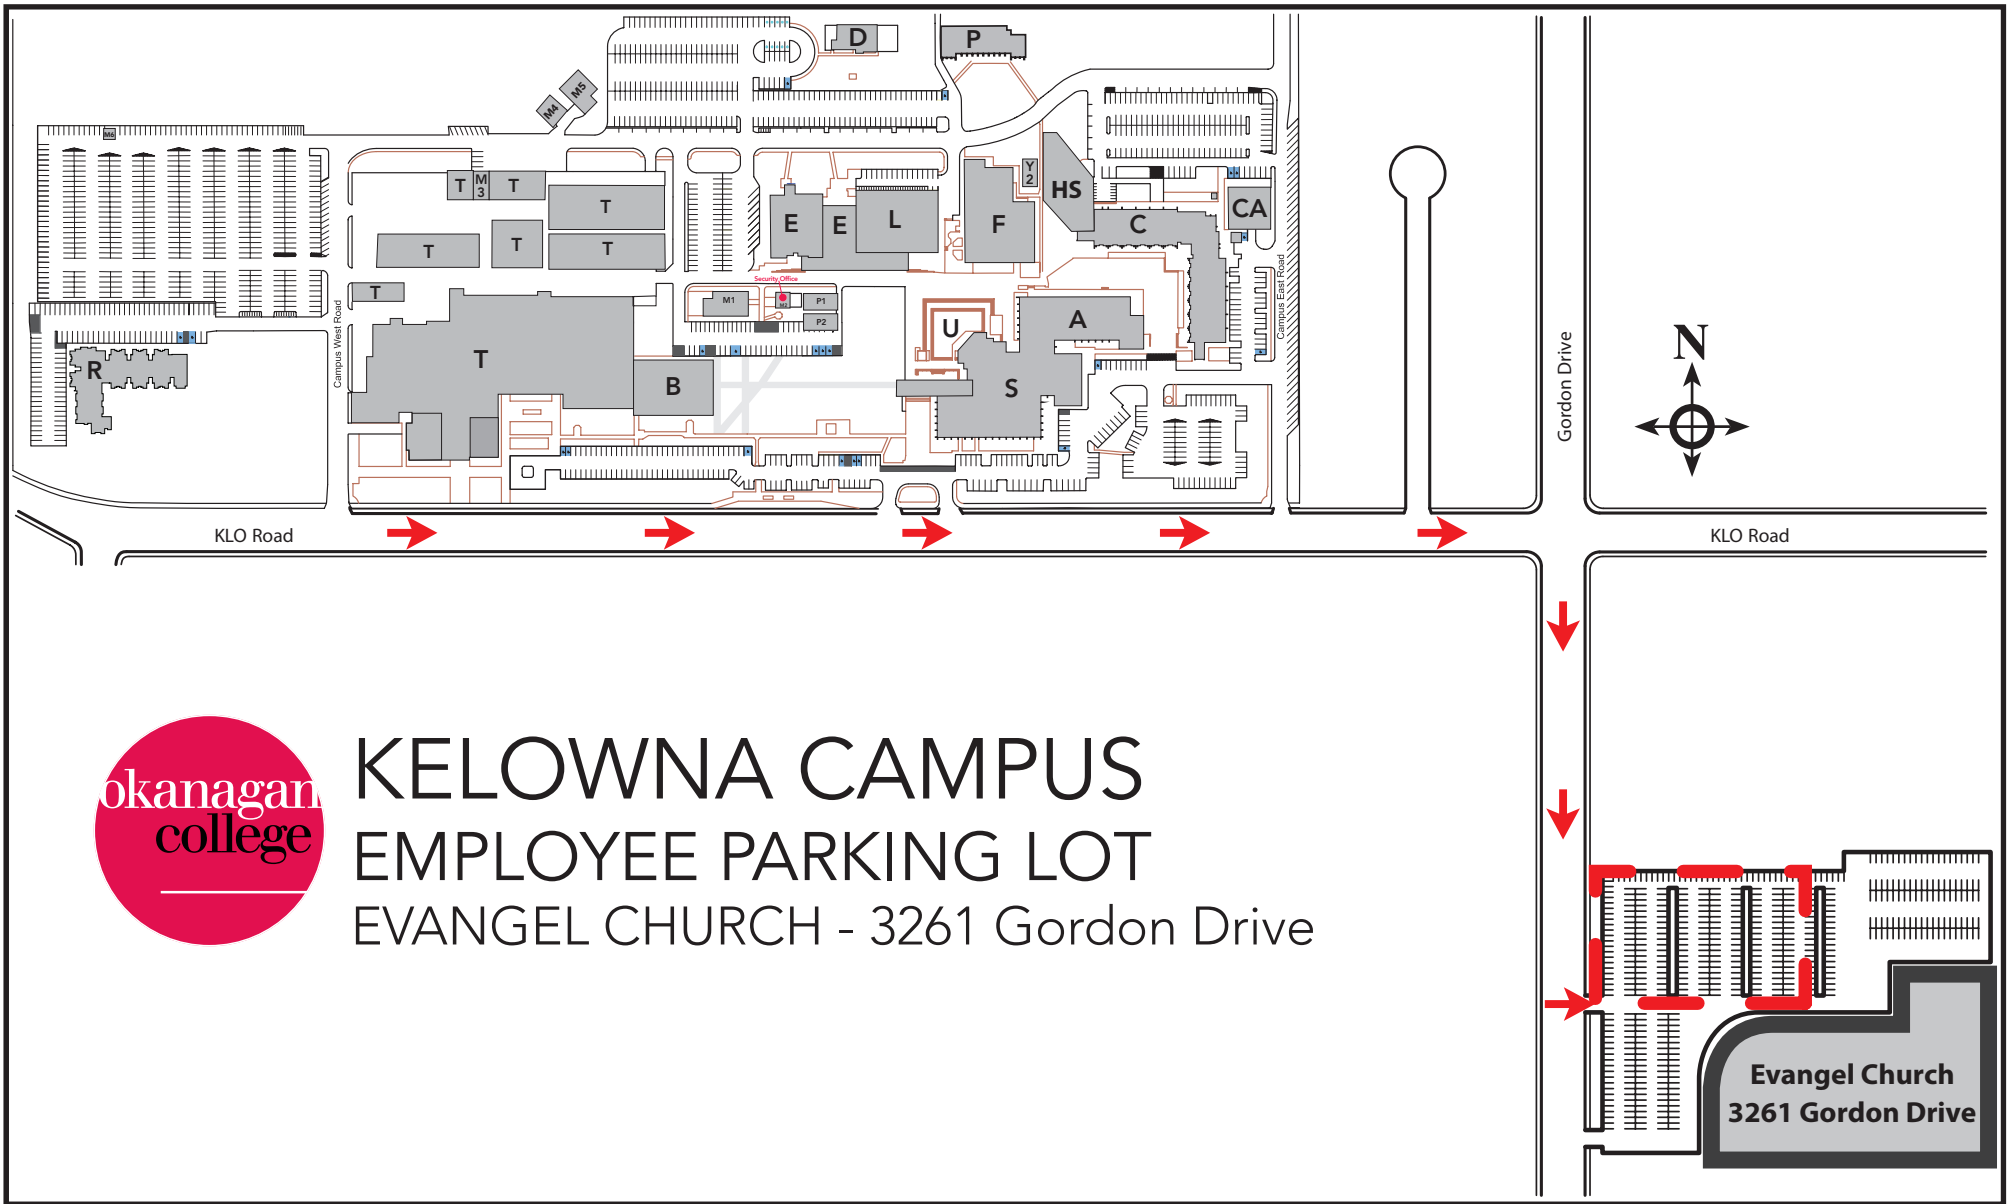 D
P
M5
M4
M6
T
M
3
T
Y
2
HS
T
E
E
L
F
C
CA
T
T
T
Security Office
T
M1
M2
P1
P2
U
A
Campus West Road
Campus East Road
Gordon Drive
N
R
T
B
S
KLO Road
KLO Road
okanagan
college
KELOWNA CAMPUS
EMPLOYEE PARKING LOT
EVANGEL CHURCH - 3261 Gordon Drive
Evangel Church
3261 Gordon Drive